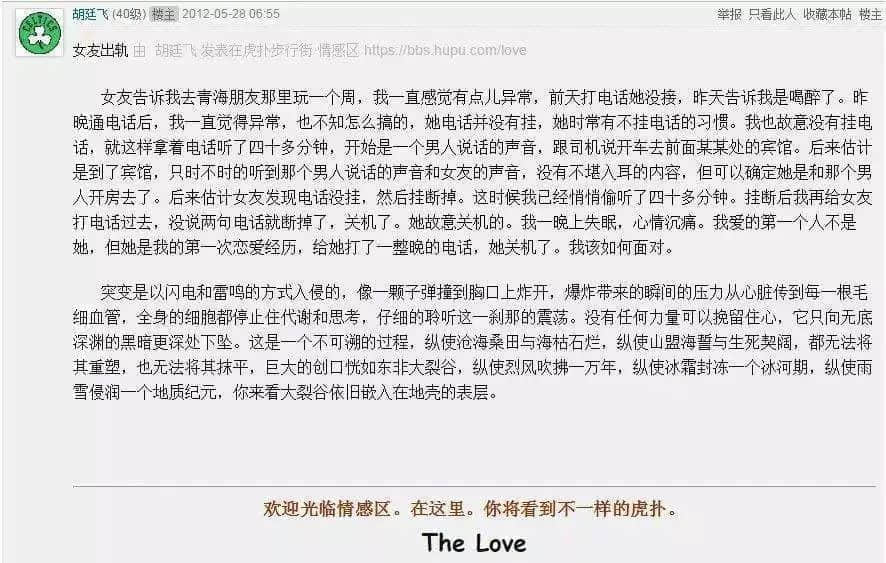 胡廷飞 (40级) 楼主 2012-05-28 06:55 举报 只看此人 收藏本帖 楼主
CELTICS
女友出轨 由 胡廷飞 发表在虎扑步行街·情感区 https://bbs.hupu.com/love
女友告诉我去青海朋友那里玩一个周，我一直感觉有点儿异常，前天打电话她没接，昨天告诉我是喝醉了。昨
晚通电话后，我一直觉得异常，也不知怎么搞的，她电话并没有挂，她时常有不挂电话的习惯。我也故意没有挂电
话，就这样拿着电话听了四十多分钟，开始是一个男人说话的声音，跟司机说开车去前面某某处的宾馆。后来估计
是到了宾馆，只时不时的听到那个男人说话的声音和女友的声音，没有不堪入耳的内容，但可以确定她是和那个男
人开房去了。后来估计女友发现电话没挂，然后挂断掉。这时候我已经悄悄偷听了四十多分钟。挂断后我再给女友
打电话过去，没说两句电话就断掉了，关机了。她故意关机的。我一晚上失眠，心情沉痛。我爱的第一个人不是
她，但她是我的第一次恋爱经历，给她打了一整晚的电话，她关机了。我该如何面对。
突变是以闪电和雷鸣的方式入侵的，像一颗子弹撞到胸口上炸开，爆炸带来的瞬间的压力从心脏传到每一根毛
细血管，全身的细胞都停止住代谢和思考，仔细的聆听这一刹那的震荡。没有任何力量可以挽留住心，它只向无底
深渊的黑暗更深处下坠。这是一个不可溯的过程，纵使沧海桑田与海枯石烂，纵使山盟海誓与生死契阔，都无法将
其重塑，也无法将其抹平，巨大的创口恍如东非大裂谷，纵使烈风吹拂一万年，纵使冰霜封冻一个冰河期，纵使雨
雪侵润一个地质纪元，你来看大裂谷依旧嵌入在地壳的表层。
欢迎光临情感区。在这里。你将看到不一样的虎扑。
The Love